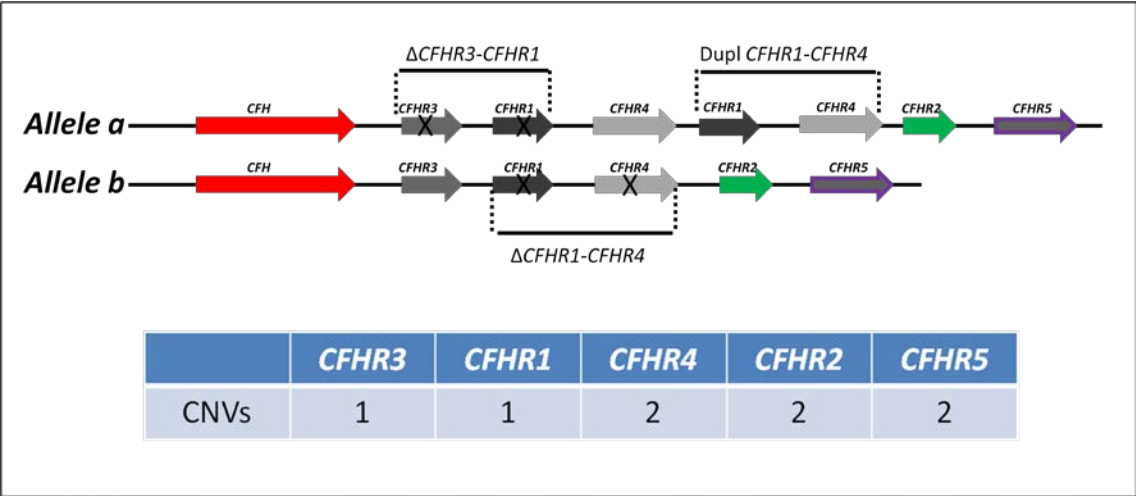 ΔCFHR3-CFHR1 Dupl CFHR1-CFHR4
CFH CFHR3 CFHR1 CFHR4 CFHR1 CFHR4 CFHR2 CFHR5
Allele a
X X
CFH CFHR3 CFHR1 CFHR4 CFHR2 CFHR5
Allele b
X X
ΔCFHR1-CFHR4
CFHR3 CFHR1 CFHR4 CFHR2 CFHR5
CNVs 1 1 2 2 2